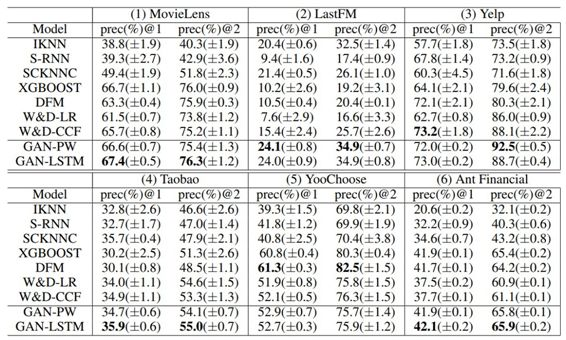 (1) MovieLens (2) LastFM (3) Yelp
Model prec(%)@1 prec(%)@2 prec(%)@1 prec(%)@2 prec(%)@1 prec(%)@2
IKNN 38.8(±1.9) 40.3(±1.9) 20.4(±0.6) 32.5(±1.4) 57.7(±1.8) 73.5(±1.8)
S-RNN 39.3(±2.7) 42.9(±3.6) 9.4(±1.6) 17.4(±0.9) 67.8(±1.4) 73.2(±0.9)
SCKNNC 49.4(±1.9) 51.8(±2.3) 21.4(±0.5) 26.1(±1.0) 60.3(±4.5) 71.6(±1.8)
XGBOOST 66.7(±1.1) 76.0(±0.9) 10.2(±2.6) 19.2(±3.1) 64.1(±2.1) 79.6(±2.4)
DFM 63.3(±0.4) 75.9(±0.3) 10.5(±0.4) 20.4(±0.1) 72.1(±2.1) 80.3(±2.1)
W&D-LR 61.5(±0.7) 73.8(±1.2) 7.6(±2.9) 16.6(±3.3) 62.7(±0.8) 86.0(±0.9)
W&D-CCF 65.7(±0.8) 75.2(±1.1) 15.4(±2.4) 25.7(±2.6) 73.2(±1.8) 88.1(±2.2)
GAN-PW 66.6(±0.7) 75.4(±1.3) 24.1(±0.8) 34.9(±0.7) 72.0(±0.2) 92.5(±0.5)
GAN-LSTM 67.4(±0.5) 76.3(±1.2) 24.0(±0.9) 34.9(±0.8) 73.0(±0.2) 88.7(±0.4)
(4) Taobao (5) YooChoose (6) Ant Financial
Model prec(%)@1 prec(%)@2 prec(%)@1 prec(%)@2 prec(%)@1 prec(%)@2
IKNN 32.8(±2.6) 46.6(±2.6) 39.3(±1.5) 69.8(±2.1) 20.6(±0.2) 32.1(±0.2)
S-RNN 32.7(±1.7) 47.0(±1.4) 41.8(±1.2) 69.9(±1.9) 32.2(±0.9) 40.3(±0.6)
SCKNNC 35.7(±0.4) 47.9(±2.1) 40.8(±2.5) 70.4(±3.8) 34.6(±0.7) 43.2(±0.8)
XGBOOST 30.2(±2.5) 51.3(±2.6) 60.8(±0.4) 80.3(±0.4) 41.9(±0.1) 65.4(±0.2)
DFM 30.1(±0.8) 48.5(±1.1) 61.3(±0.3) 82.5(±1.5) 41.7(±0.1) 64.2(±0.2)
W&D-LR 34.0(±1.1) 54.6(±1.5) 51.9(±0.8) 75.8(±1.5) 37.5(±0.2) 60.9(±0.1)
W&D-CCF 34.9(±1.1) 53.3(±1.3) 52.1(±0.5) 76.3(±1.5) 37.7(±0.1) 61.1(±0.1)
GAN-PW 34.7(±0.6) 54.1(±0.7) 52.9(±0.7) 75.7(±1.4) 41.9(±0.1) 65.8(±0.1)
GAN-LSTM 35.9(±0.6) 55.0(±0.7) 52.7(±0.3) 75.9(±1.2) 42.1(±0.2) 65.9(±0.2)